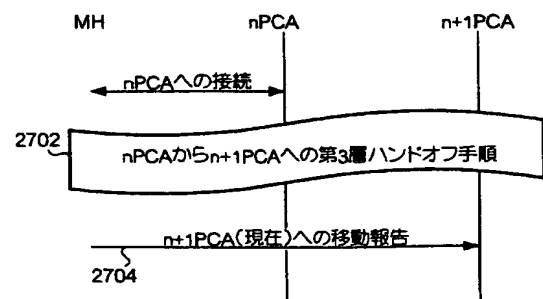 MH nPCA n+1PCA
nPCAへの接続
2702
nPCAからn+1PCAへの第3層ハンドオフ手順
n+1PCA(現在)への移動報告
2704